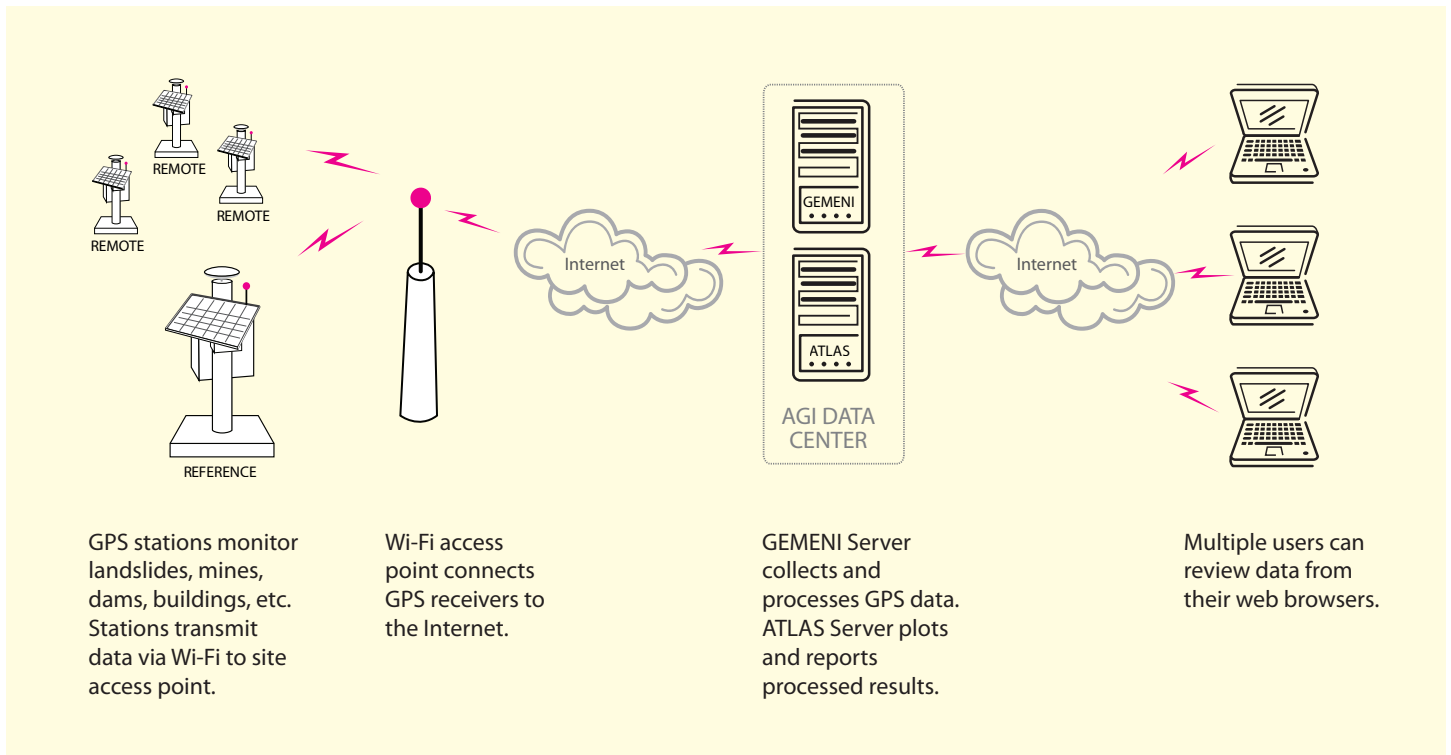 REMOTE
REMOTE
REMOTE
REFERENCE
Internet
GEMENI
ATLAS
AGI DATA
CENTER
Internet
GPS stations monitor
landslides, mines,
dams, buildings, etc.
Stations transmit
data via Wi-Fi to site
access point.
Wi-Fi access
point connects
GPS receivers to
the Internet.
GEMENI Server
collects and
processes GPS data.
ATLAS Server plots
and reports
processed results.
Multiple users can
review data from
their web browsers.